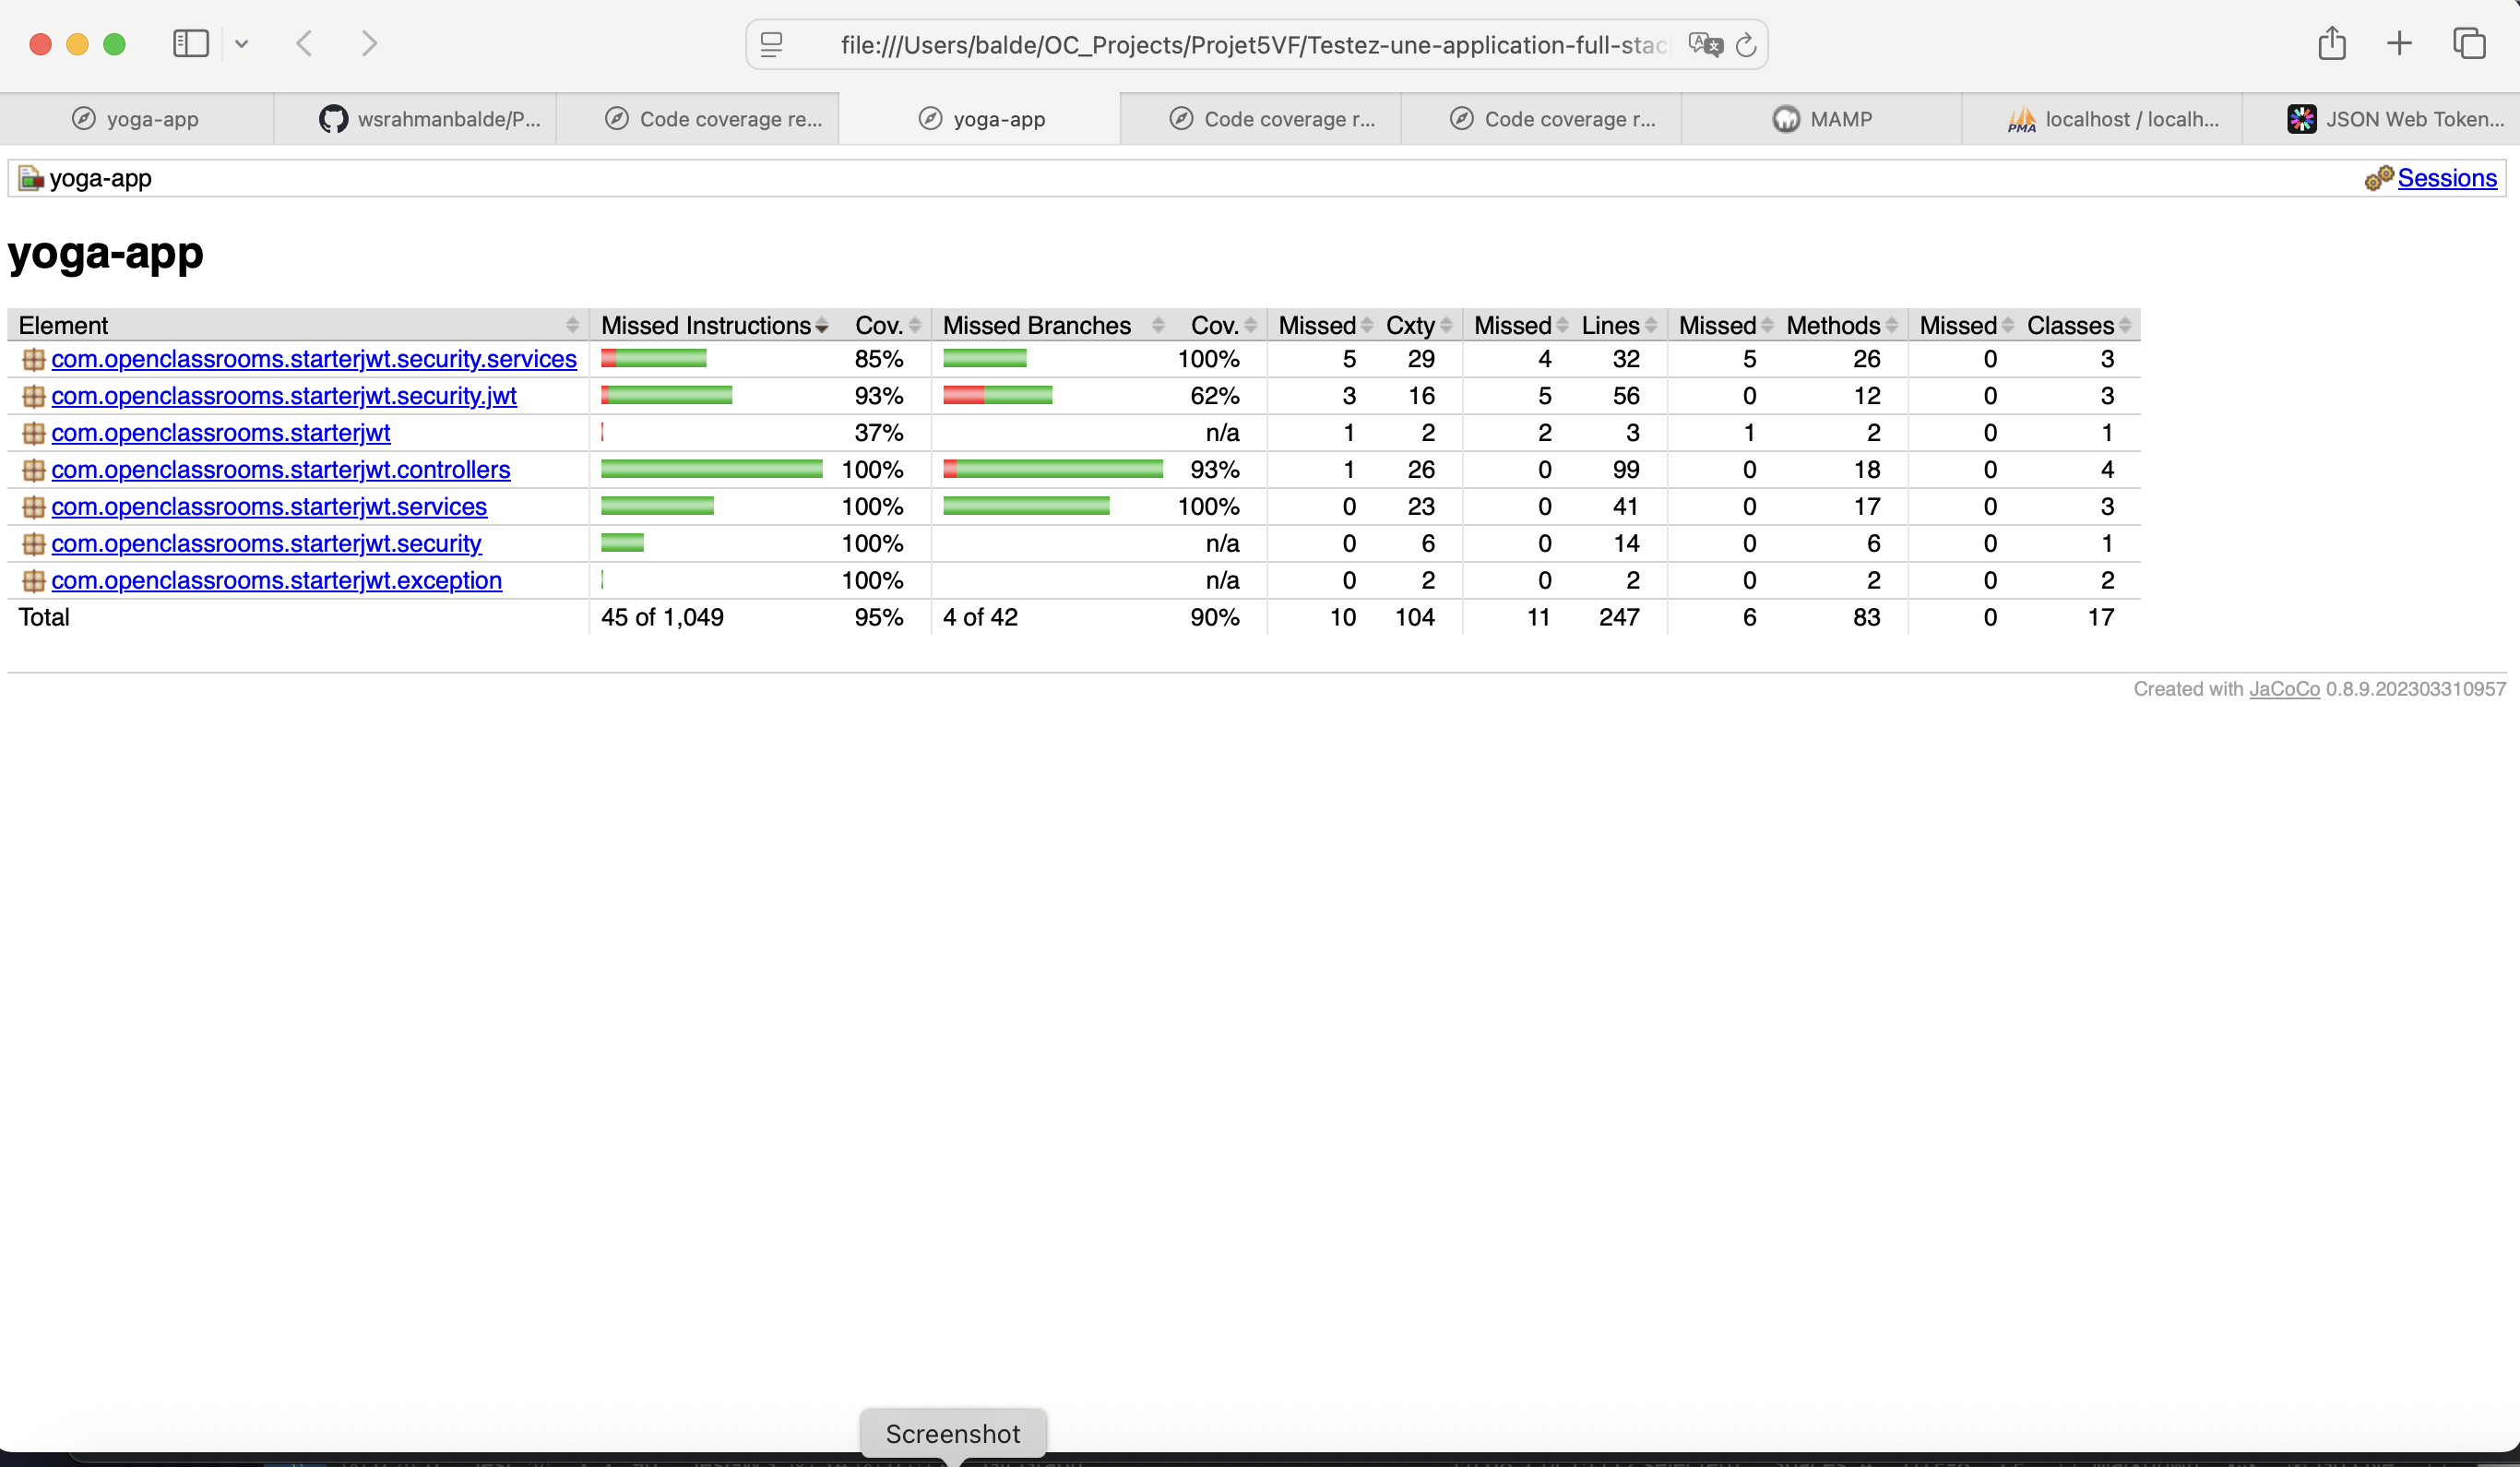 file:///Users/balde/OC_Projects/Projet5VF/Testez-une-application-full-stac
yoga-app wsrahmanbalde/P... Code coverage re... yoga-app Code coverage r... Code coverage r... MAMP localhost / localh... JSON Web Token...
yoga-app Sessions
yoga-app
Element Missed Instructions Cov. Missed Branches Cov. Missed Cxty Missed Lines Missed Methods Missed Classes
com.openclassrooms.starterjwt.security.services 85% 100% 5 29 4 32 5 26 0 3
com.openclassrooms.starterjwt.security.jwt 93% 62% 3 16 5 56 0 12 0 3
com.openclassrooms.starterjwt 37% n/a 1 2 2 3 1 2 0 1
com.openclassrooms.starterjwt.controllers 100% 93% 1 26 0 99 0 18 0 4
com.openclassrooms.starterjwt.services 100% 100% 0 23 0 41 0 17 0 3
com.openclassrooms.starterjwt.security 100% n/a 0 6 0 14 0 6 0 1
com.openclassrooms.starterjwt.exception 100% n/a 0 2 0 2 0 2 0 2
Total 45 of 1,049 95% 4 of 42 90% 10 104 11 247 6 83 0 17
Created with JaCoCo 0.8.9.202303310957
Screenshot